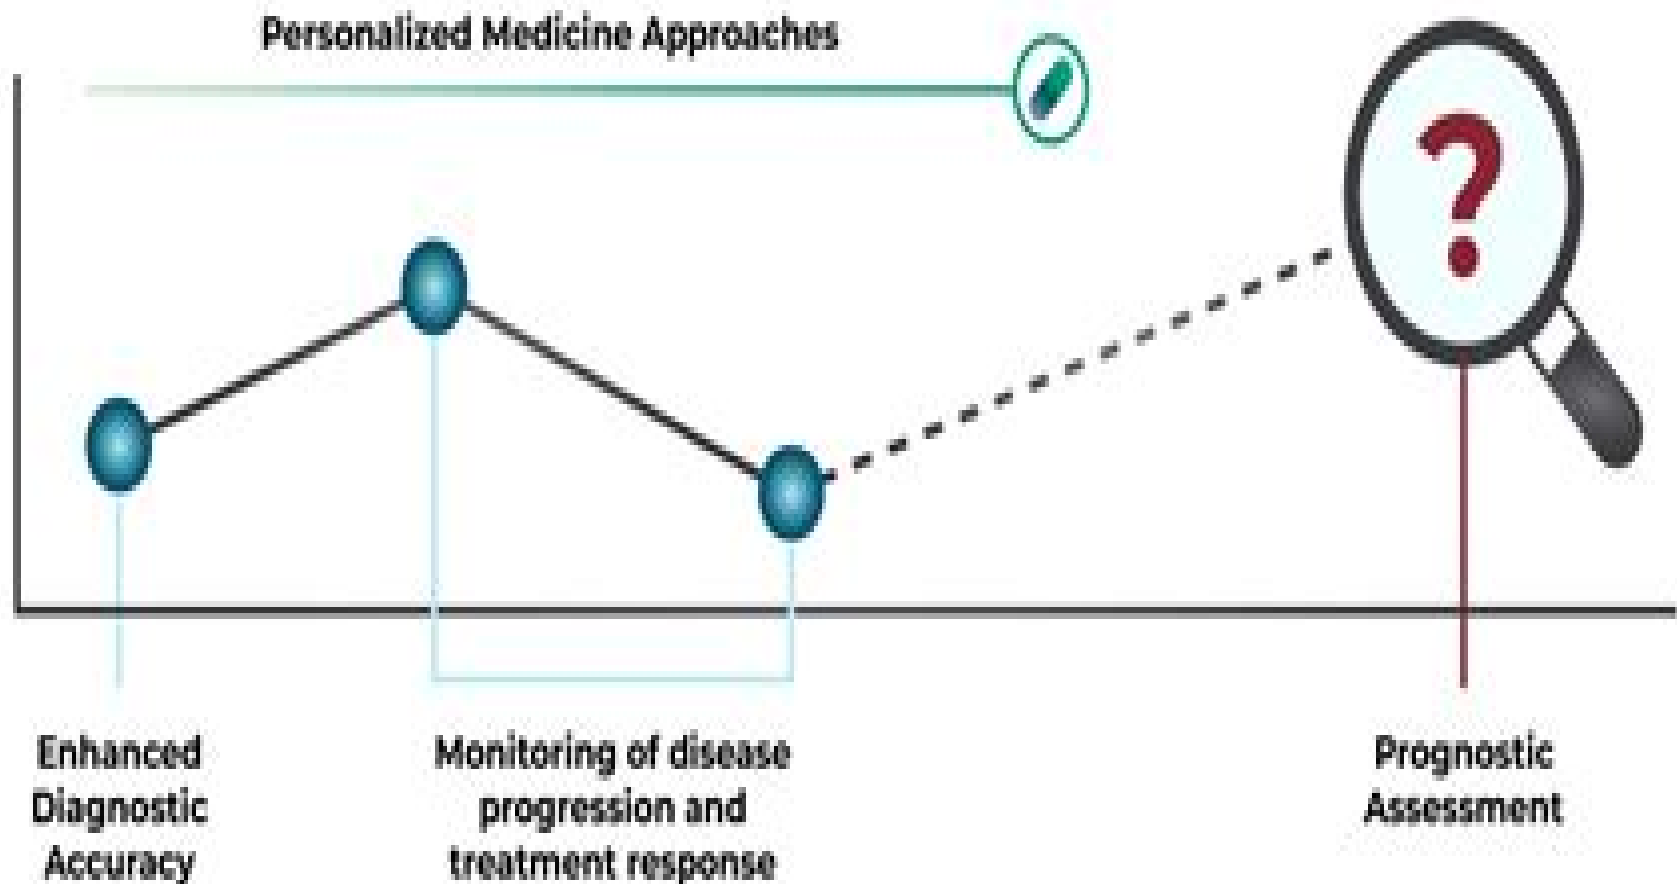 Personalized Medicine Approaches
?
Enhanced
Diagnostic
Accuracy
Monitoring of disease
progression and
treatment response
Prognostic
Assessment